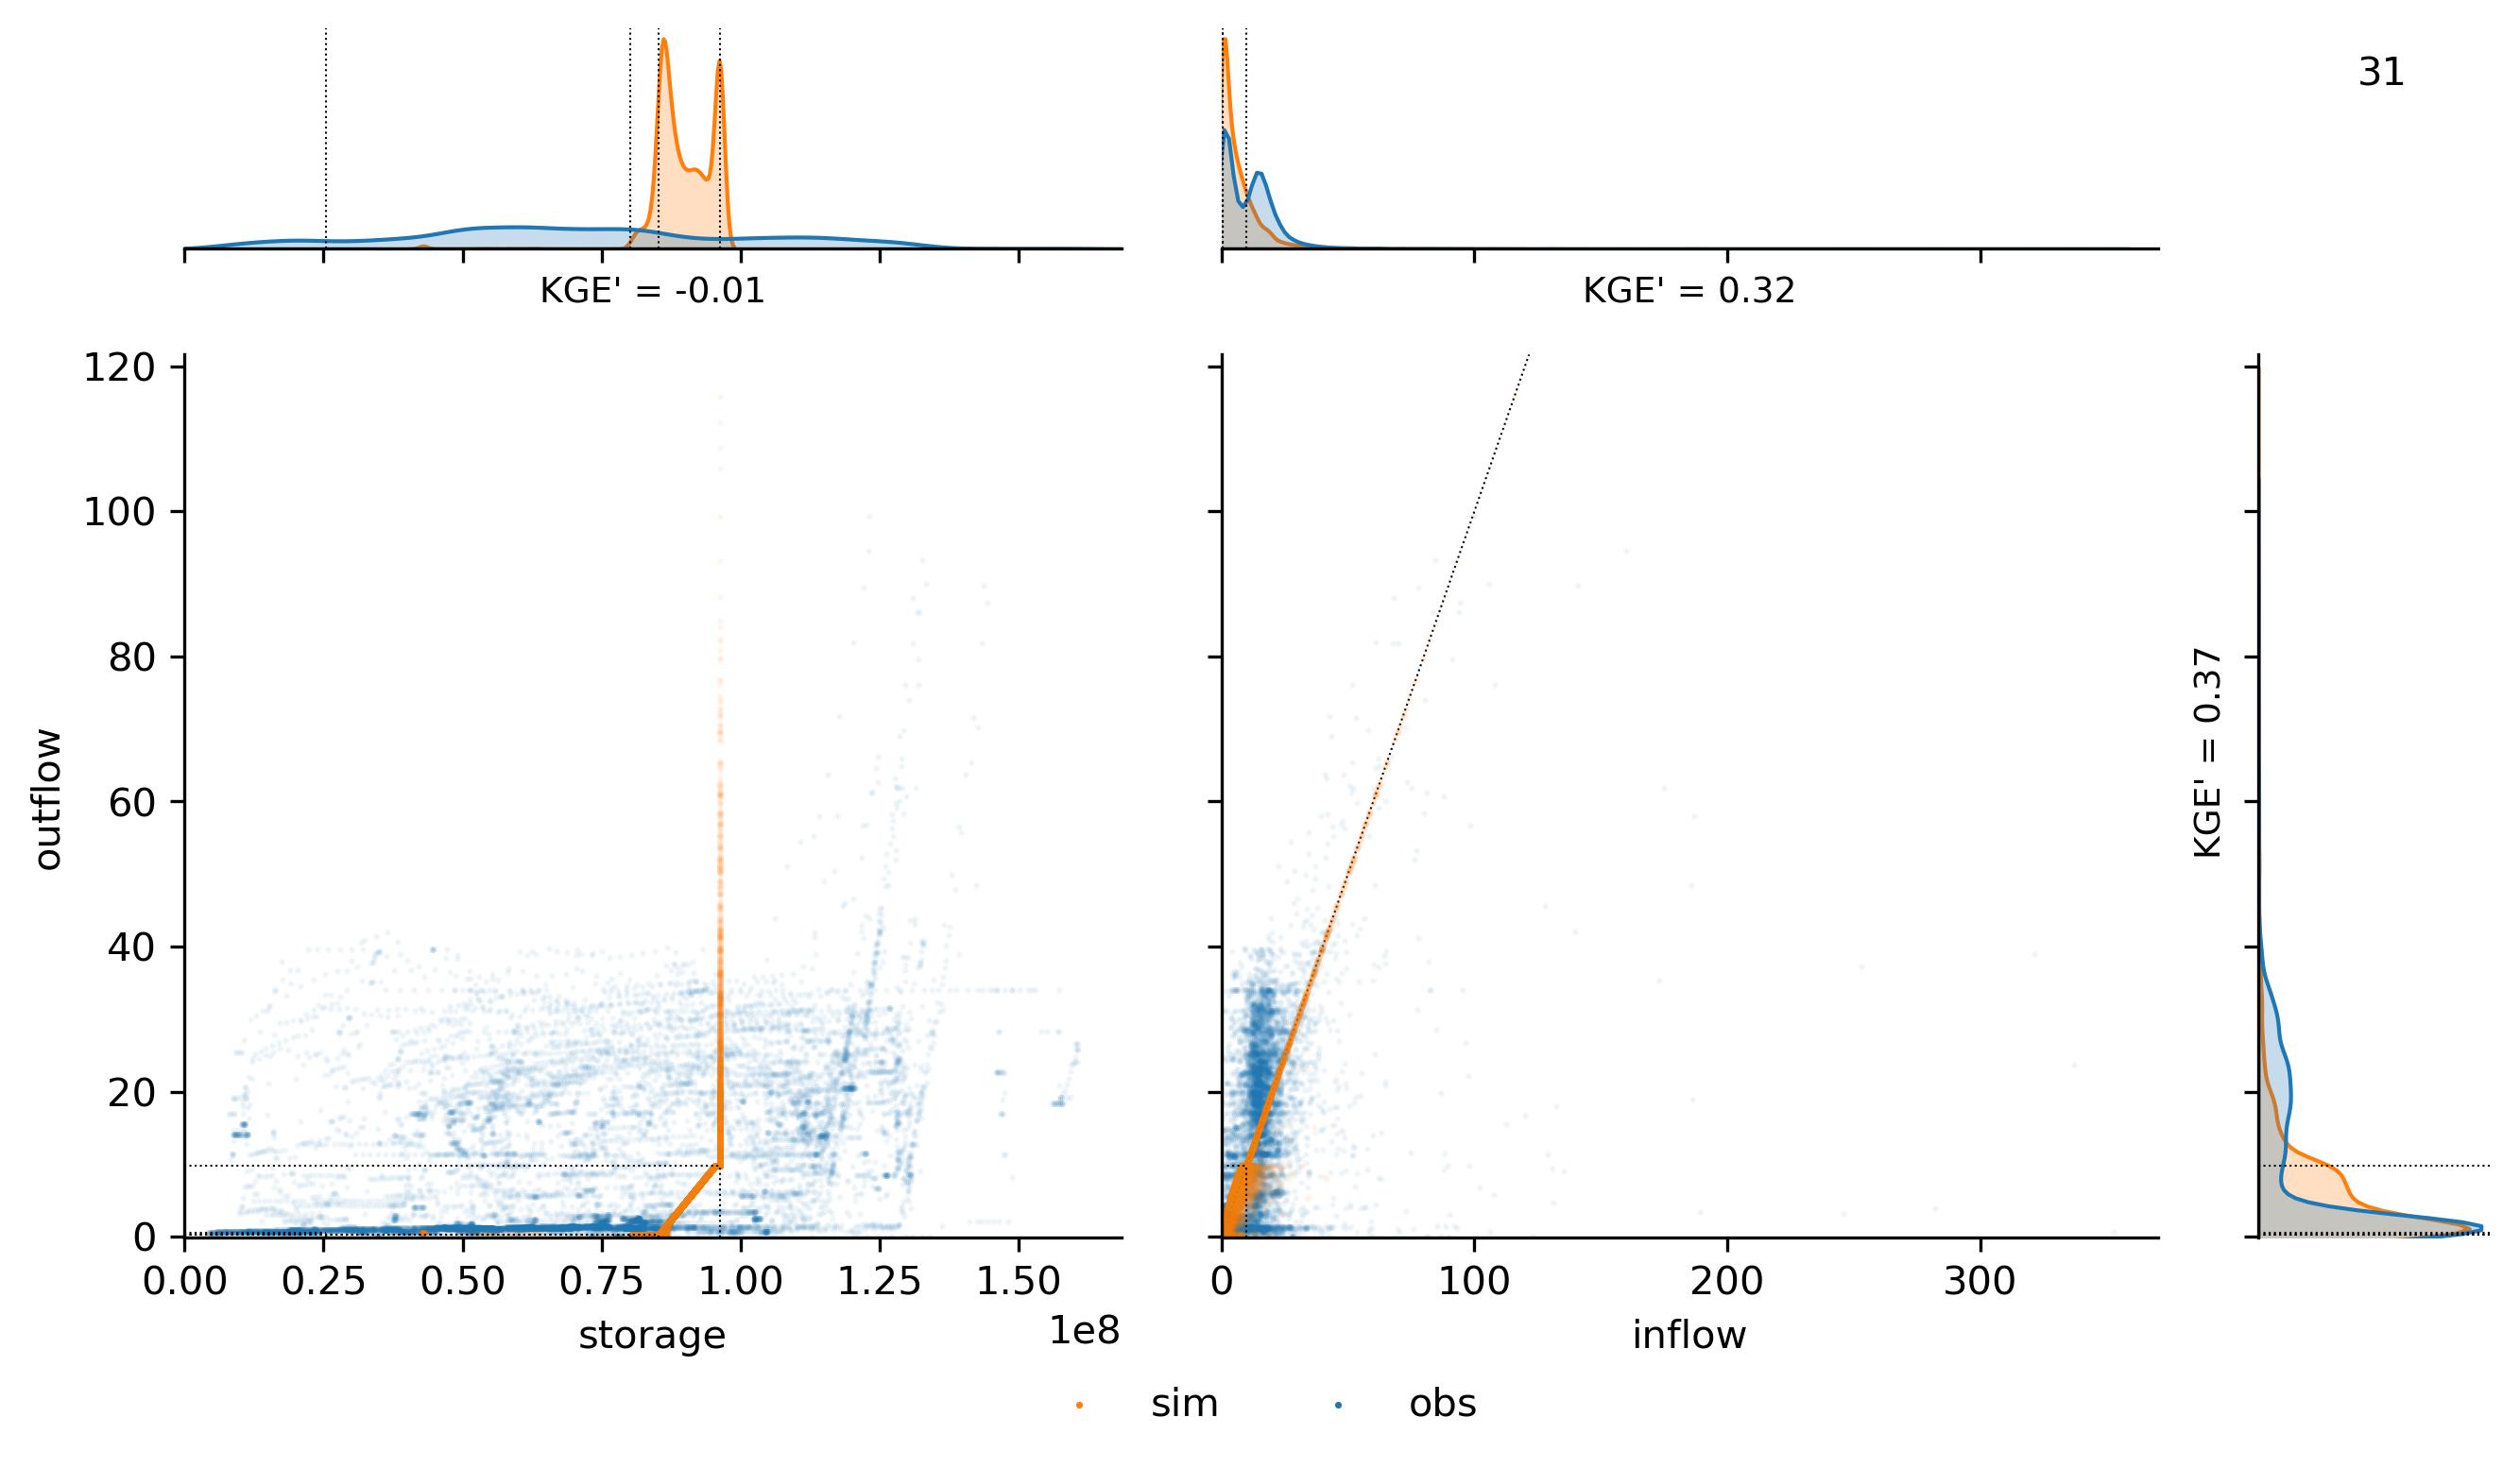 31
KGE' = -0.01
KGE' = 0.32
120
100
80
60
40
20
0
outflow
KGE' = 0.37
0.00 0.25 0.50 0.75 1.00 1.25 1.50
0 100 200 300
storage
1e8
inflow
sim obs